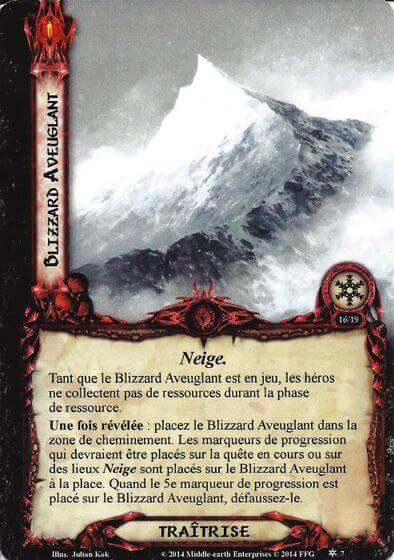 BLIZZARD AVEUGLANT
16/19
Neige.
Tant que le Blizzard Aveuglant est en jeu, les héros
ne collectent pas de ressources durant la phase
de ressource.
Une fois révélée : placez le Blizzard Aveuglant dans la
zone de cheminement. Les marqueurs de progression
qui devraient être placés sur la quête en cours ou sur
des lieux Neige sont placés sur le Blizzard Aveuglant
à la place. Quand le 5e marqueur de progression est
placé sur le Blizzard Aveuglant, défaussez-le.
TRAÎTRISE
Illus. Julian Kok © 2014 Middle-earth Enterprises © 2014 FFG 7